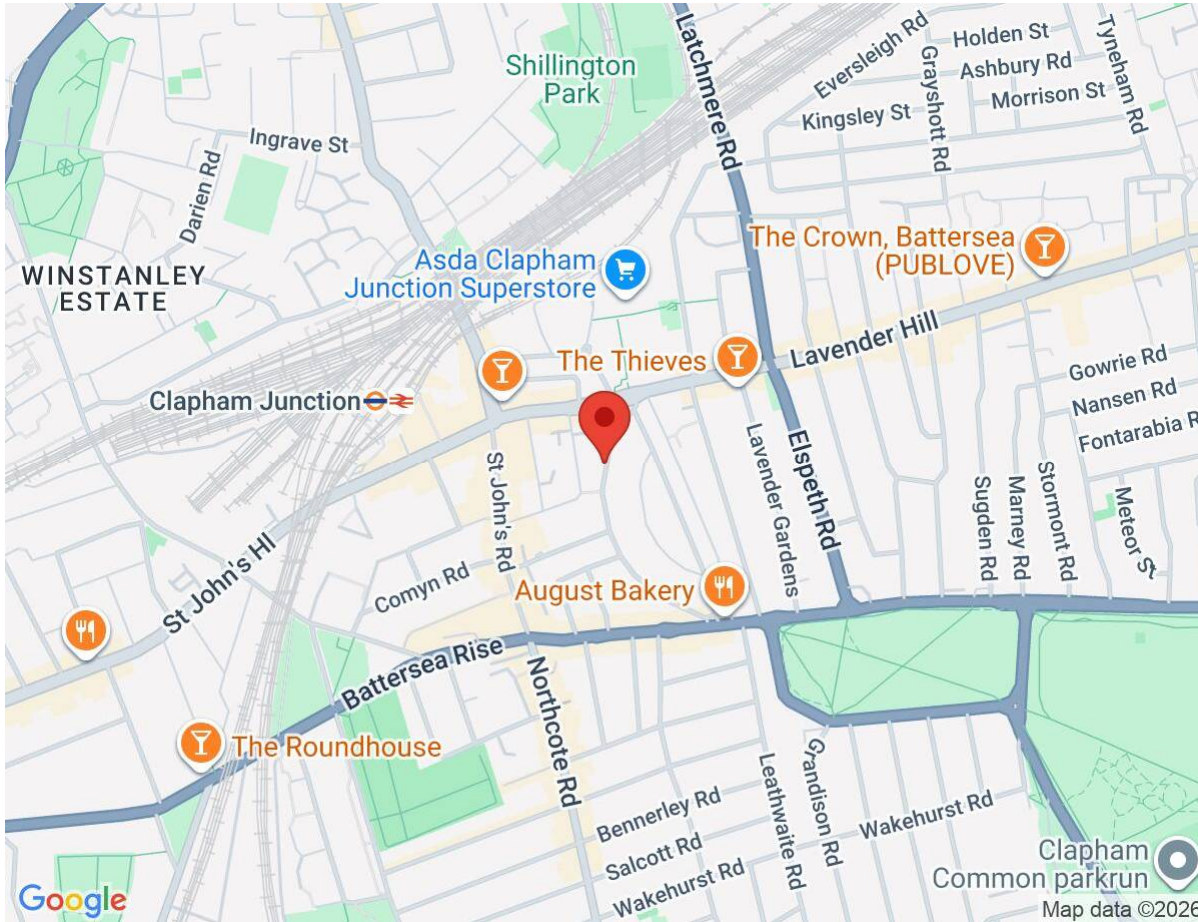 Shillington
Park
Latchmere Rd
Eversleigh Rd
Holden St
Ashbury Rd
Morrison St
Kingsley St
Grayshott Rd
Tyneham Rd
Ingrave St
Darien Rd
WINSTANLEY
ESTATE
Asda Clapham
Junction Superstore
The Crown, Battersea
(PUBLOVE)
The Thieves
Lavender Hill
Clapham Junction
Gowrie Rd
Nansen Rd
Fontarabia R
St John's Rd
Lavender Gardens
Elspeth Rd
Sugden Rd
Marney Rd
Stormont Rd
Meteor St
St John's Hl
Comyn Rd
August Bakery
Battersea Rise
Northcote Rd
The Roundhouse
Bennerley Rd
Salcott Rd
Wakehurst Rd
Leathwaite Rd
Grandison Rd
Wakehurst Rd
Clapham
Common parkrun
Google
Map data ©2026